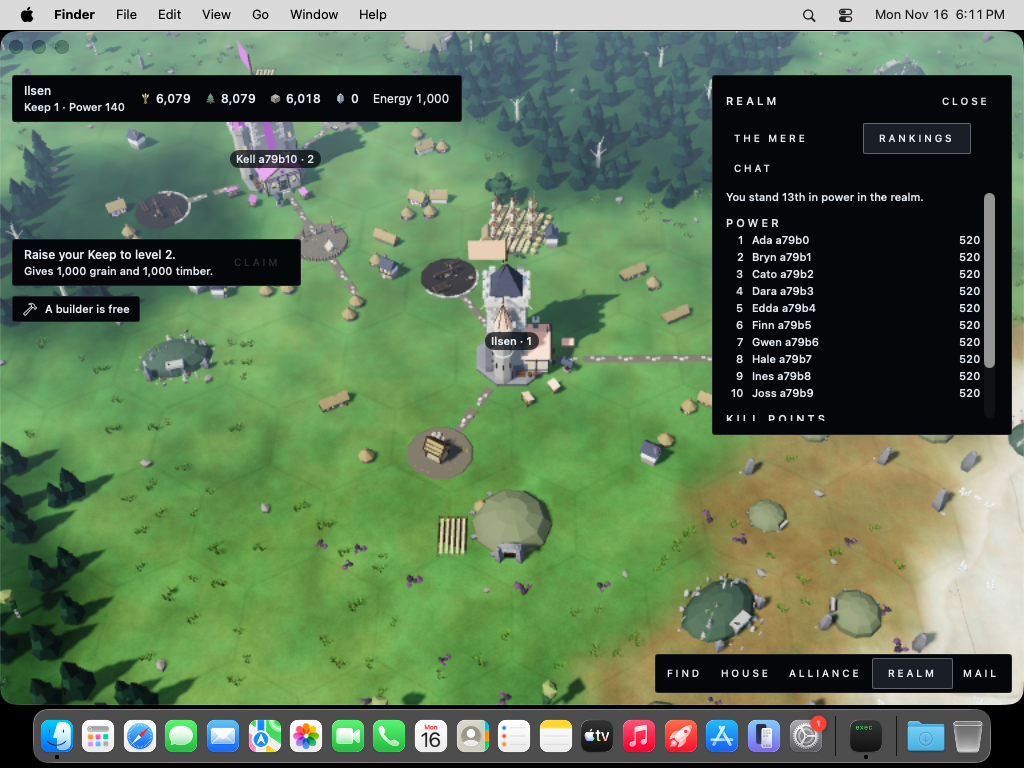 Finder File Edit View Go Window Help Mon Nov 16 6:11 PM
Ilsen
Keep 1 · Power 140
6,079 8,079 6,018 0 Energy 1,000
Kell a79b10 · 2
Raise your Keep to level 2.
Gives 1,000 grain and 1,000 timber.
CLAIM
A builder is free
Ilsen · 1
REALM CLOSE
THE MERE RANKINGS
CHAT
You stand 13th in power in the realm.
POWER
1 Ada a79b0 520
2 Bryn a79b1 520
3 Cato a79b2 520
4 Dara a79b3 520
5 Edda a79b4 520
6 Finn a79b5 520
7 Gwen a79b6 520
8 Hale a79b7 520
9 Ines a79b8 520
10 Joss a79b9 520
KILL POINTS
FIND HOUSE ALLIANCE REALM MAIL
Mon
16
tv
1
exec